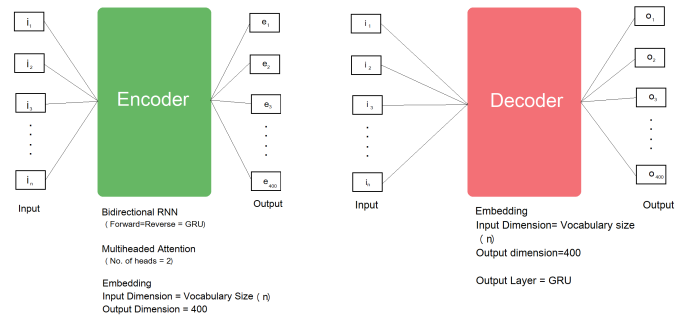 i1
i2
i3
in
Input
Encoder
e1
e2
e3
e400
Output
Bidirectional RNN
( Forward=Reverse = GRU)
Multiheaded Attention
( No. of heads = 2)
Embedding
Input Dimension = Vocabulary Size ( n)
Output Dimension = 400
i1
i2
i3
in
Input
Decoder
o1
o2
o3
o400
Output
Embedding
Input Dimension= Vocabulary size
( n)
Output dimension=400
Output Layer = GRU